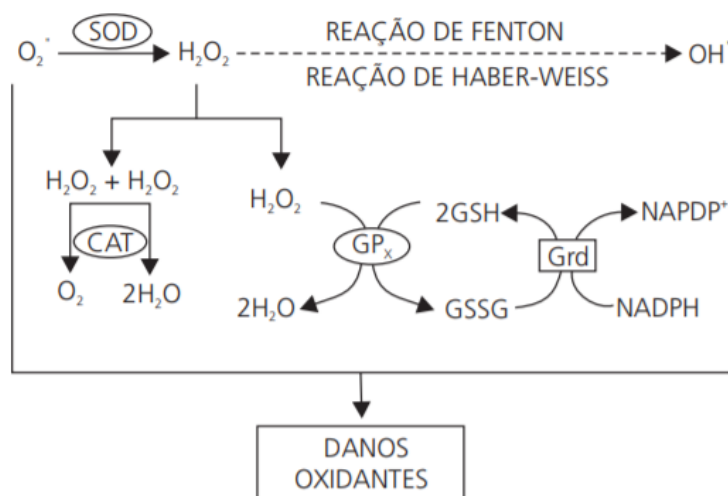 O₂˙ SOD H₂O₂ REAÇÃO DE FENTON OH˙
REAÇÃO DE HABER-WEISS
H₂O₂ + H₂O₂
CAT
O₂ 2H₂O
H₂O₂ 2GSH NAPDP⁺
GPₓ Grd
2H₂O GSSG NADPH
DANOS
OXIDANTES